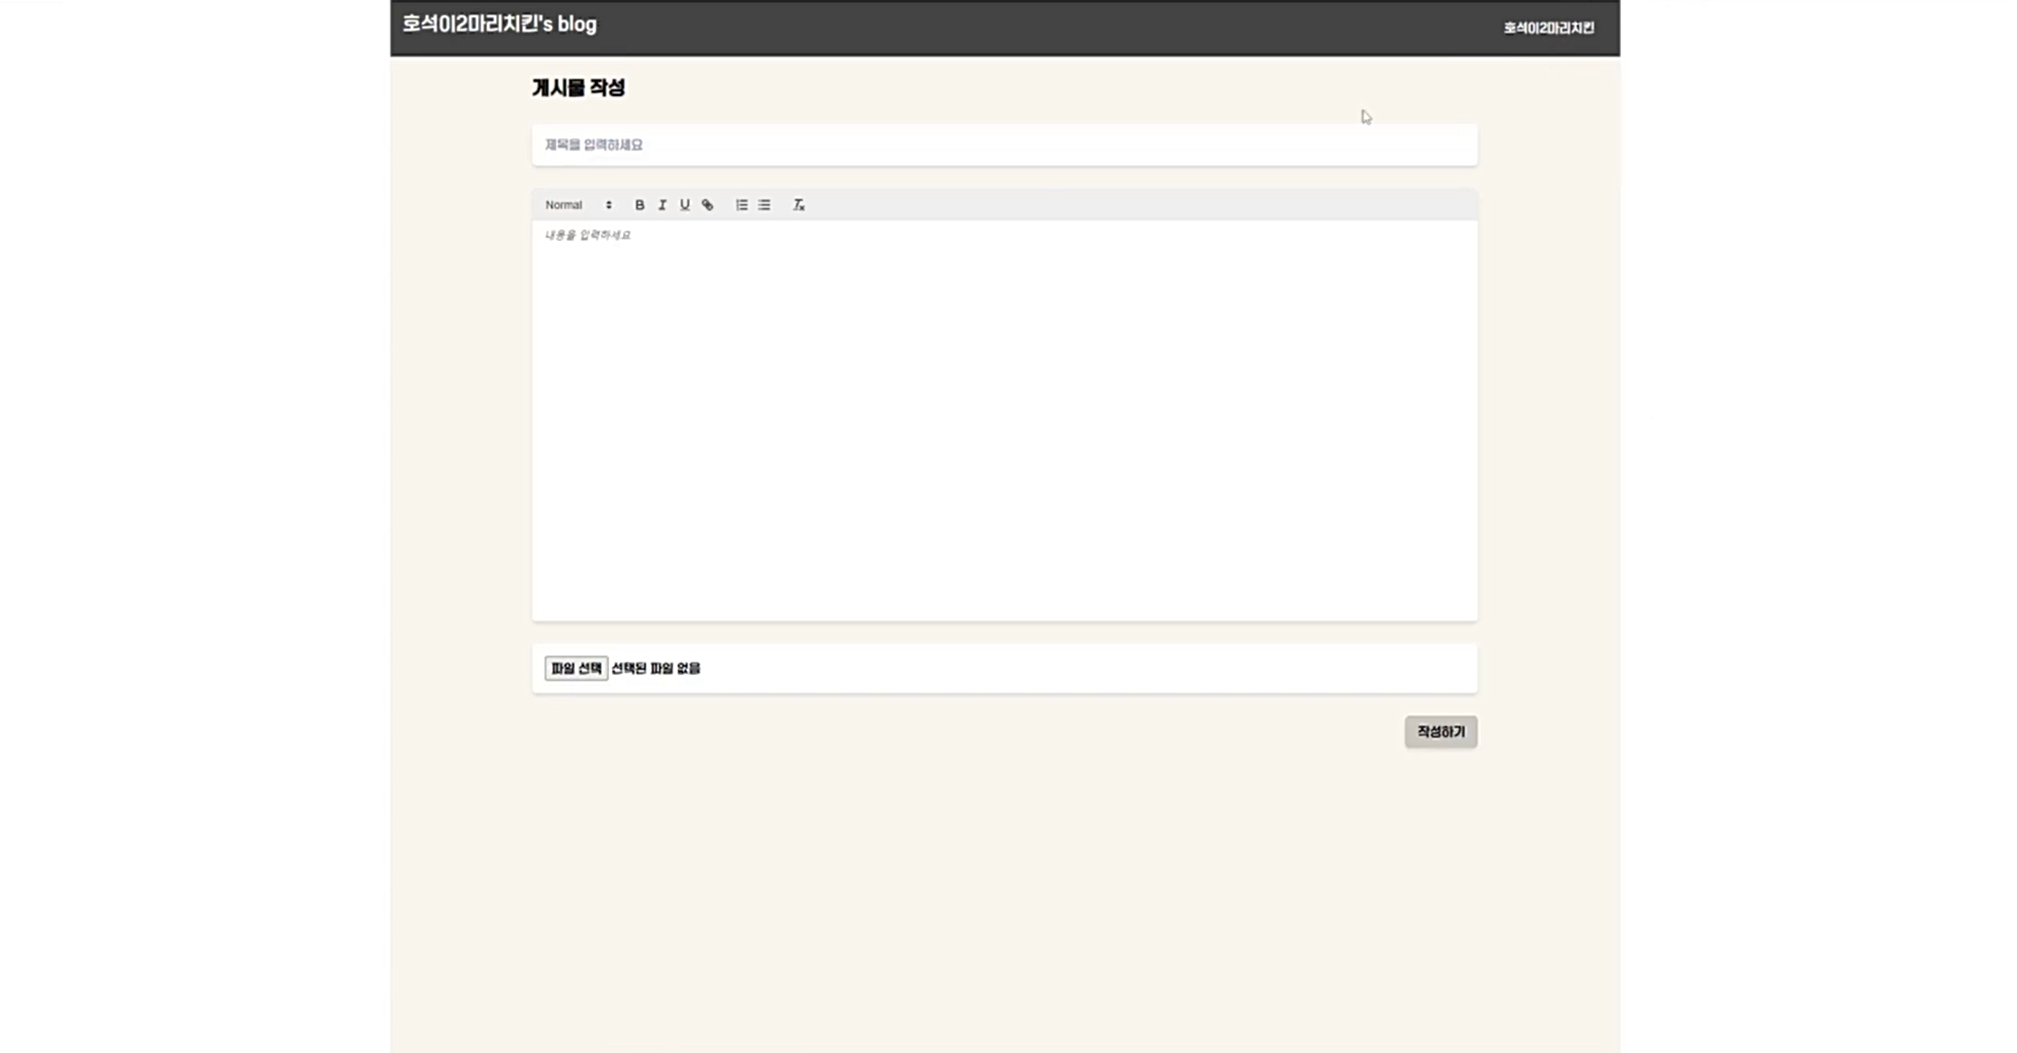 호석이2마리치킨's blog
호석이2마리치킨
게시물 작성
제목을 입력하세요
Normal
내용을 입력하세요
파일 선택 선택된 파일 없음
작성하기